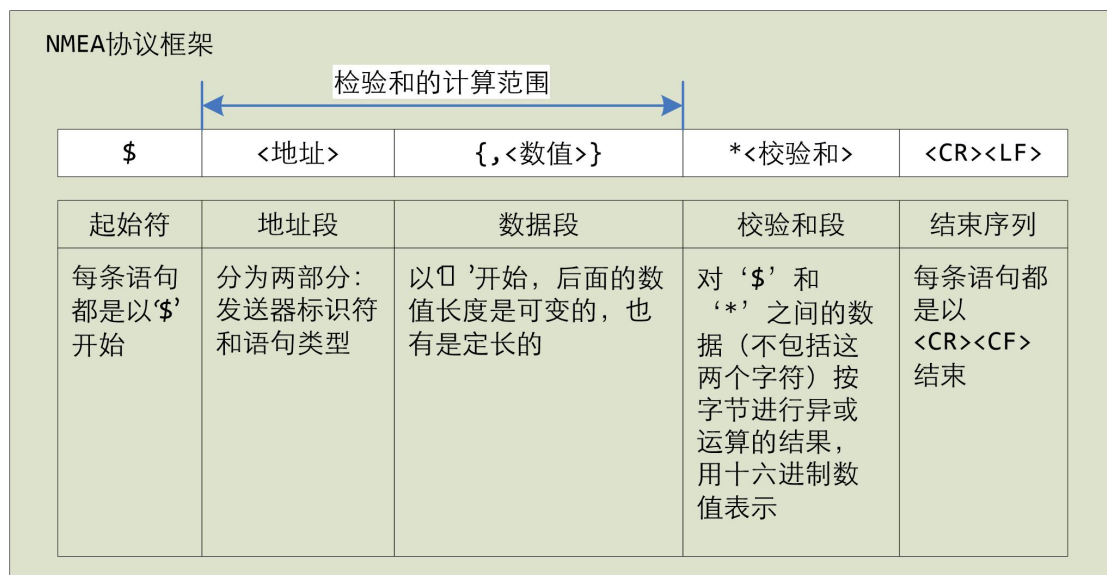 NMEA协议框架
检验和的计算范围
$ <地址> {,<数值>} *<校验和> <CR><LF>
起始符 地址段 数据段 校验和段 结束序列
每条语句
都是以‘$’
开始
分为两部分：
发送器标识符
和语句类型
以‘ ’开始，后面的数
值长度是可变的，也
有是定长的
对‘$’和
‘*’之间的数
据（不包括这
两个字符）按
字节进行异或
运算的结果，
用十六进制数
值表示
每条语句都
是以
<CR><CF>
结束